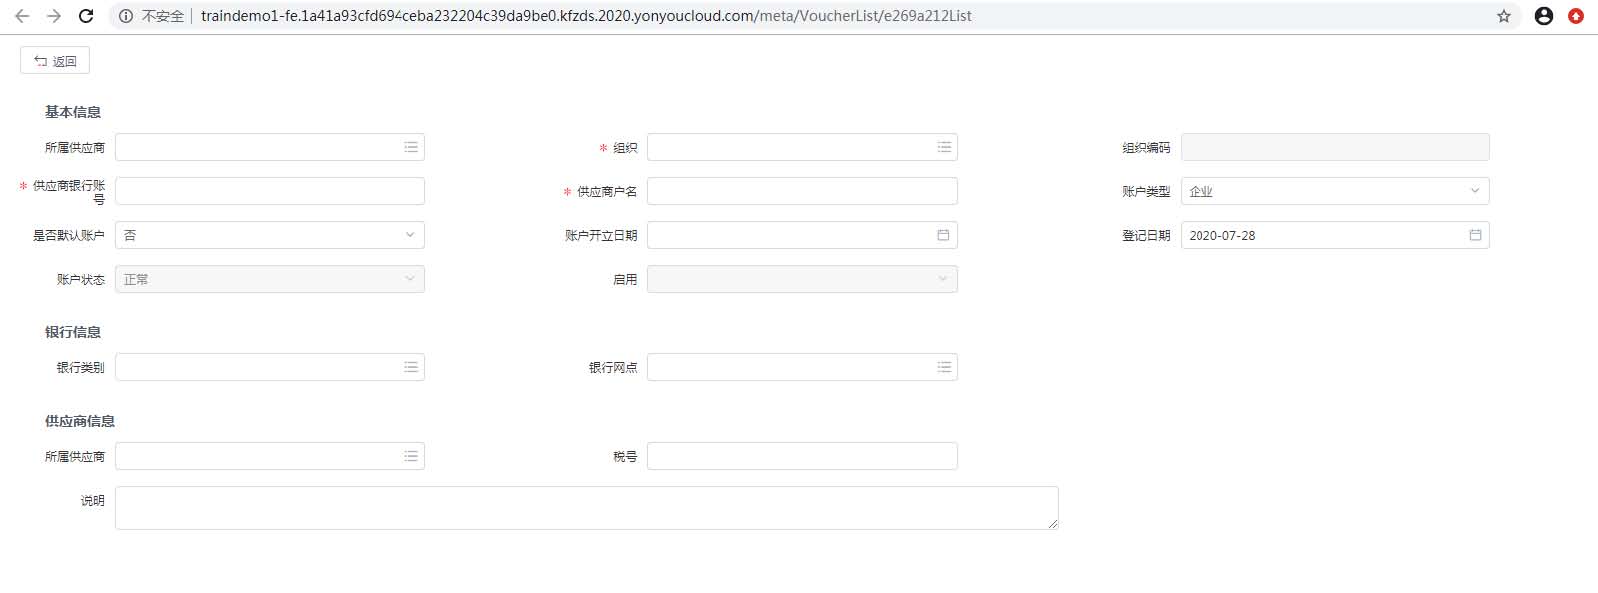 不安全 traindemo1-fe.1a41a93cfd694ceba232204c39da9be0.kfzds.2020.yonyoucloud.com/meta/VoucherList/e269a212List
返回
基本信息
所属供应商 * 组织 组织编码
* 供应商银行账号 * 供应商户名 账户类型 企业
是否默认账户 否 账户开立日期 登记日期 2020-07-28
账户状态 正常 启用
银行信息
银行类别 银行网点
供应商信息
所属供应商 税号
说明